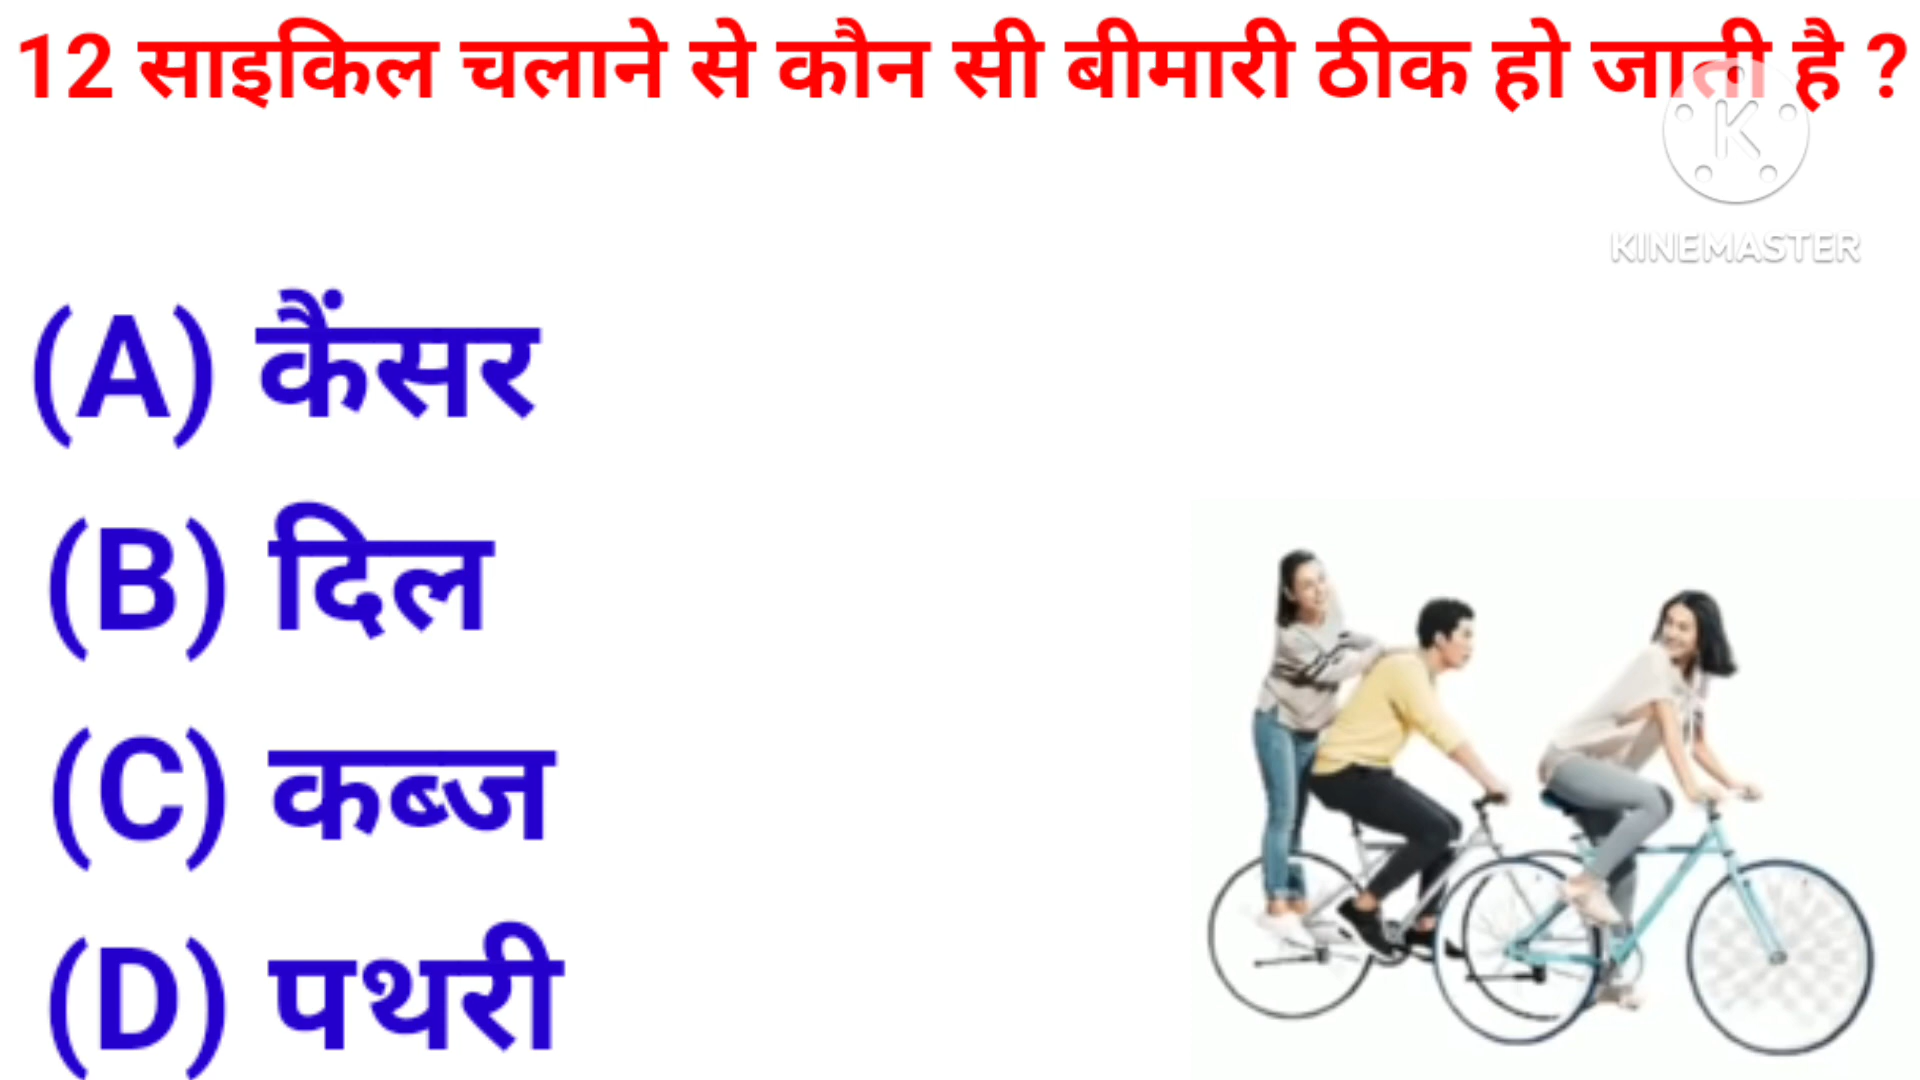 12 साइकिल चलाने से कौन सी बीमारी ठीक हो जाती है ?
KINEMASTER
(A) कैंसर
(B) दिल
(C) कब्ज
(D) पथरी